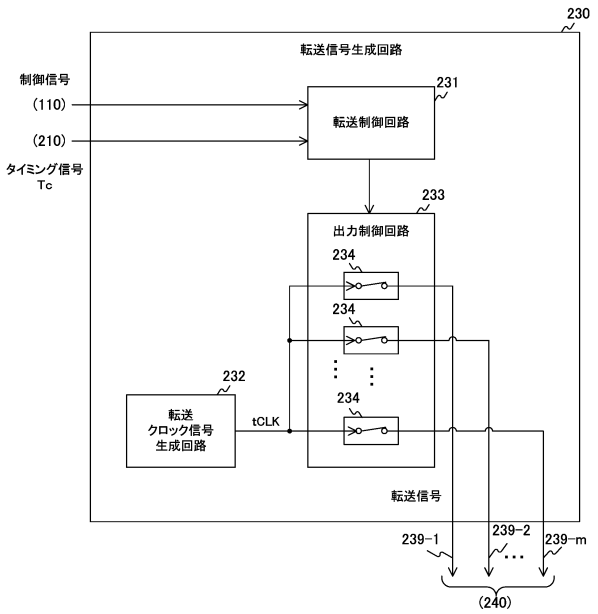 230
転送信号生成回路
制御信号
(110)
231
転送制御回路
(210)
タイミング信号
Tc
233
出力制御回路
234
234
⋮ ⋮
232
234
転送
クロック信号
生成回路
tCLK
転送信号
239-1
239-2
…
239-m
(240)